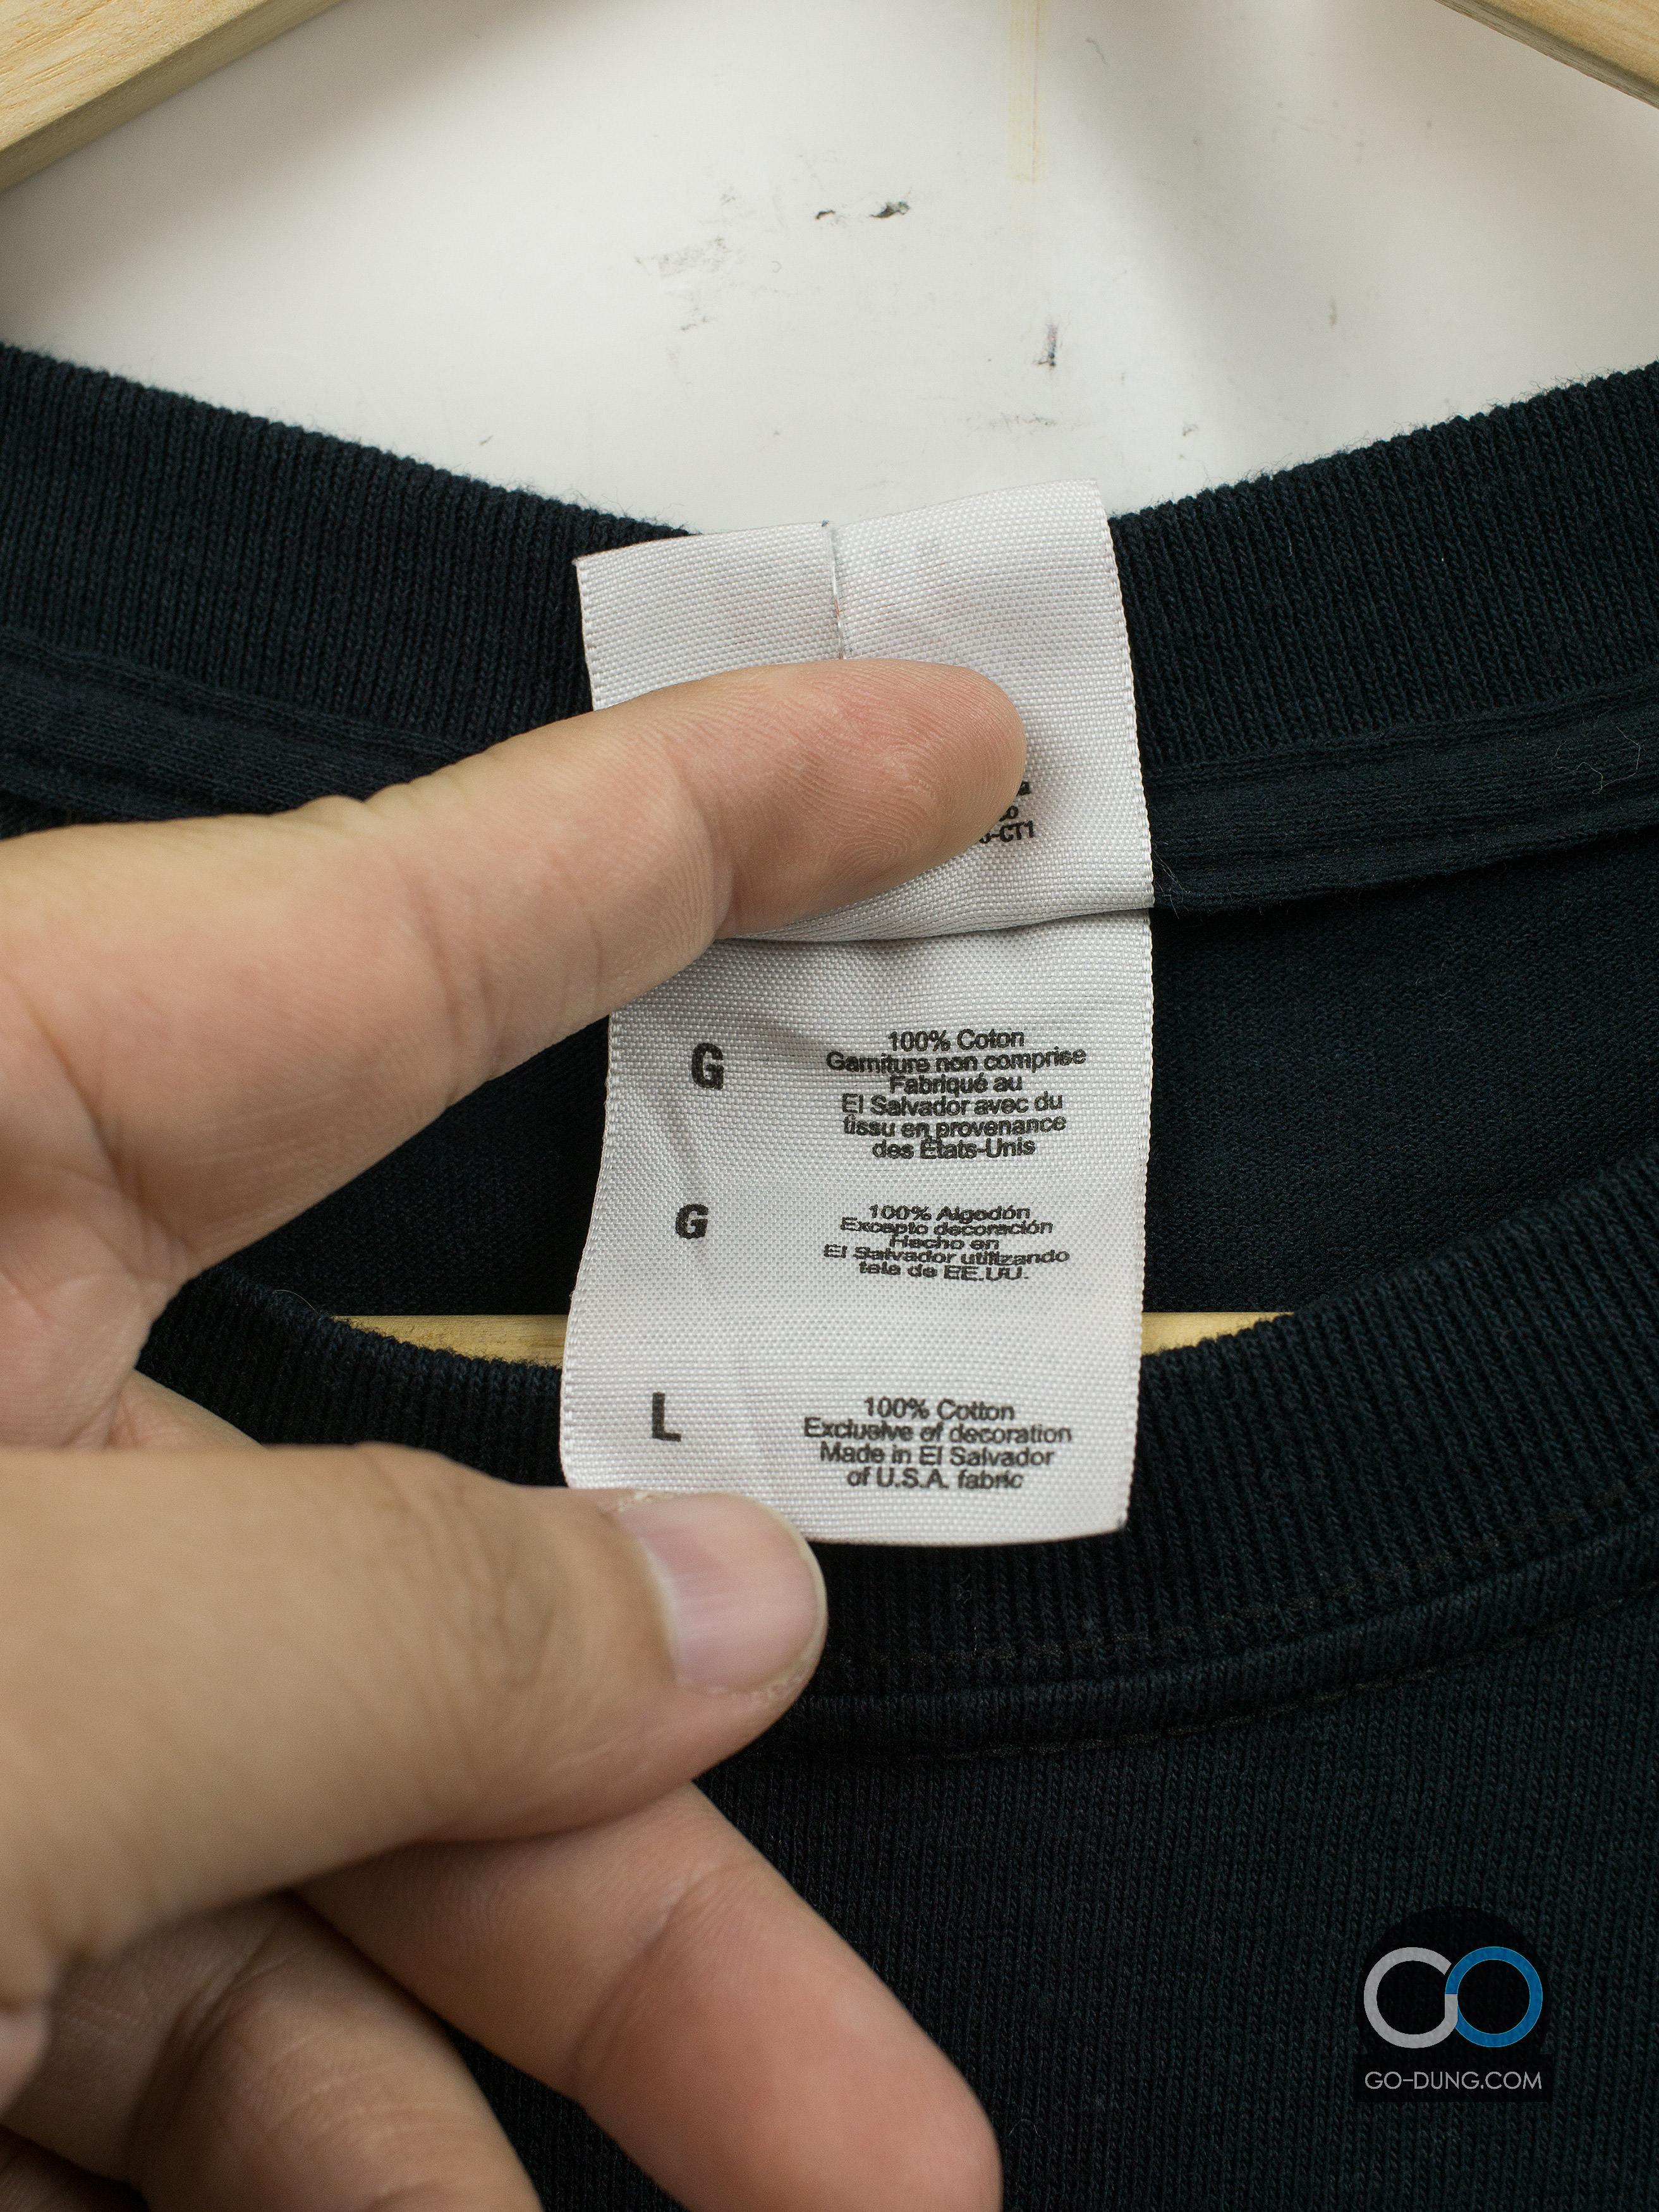 -CT1
G
100% Coton
Garniture non comprise
Fabriqué au
El Salvador avec du
tissu en provenance
des États-Unis
G
100% Algodón
Excepto decoración
Hecho en
El Salvador utilizando
tela de EE.UU.
L
100% Cotton
Exclusive of decoration
Made in El Salvador
of U.S.A. fabric
GO
GO-DUNG.COM